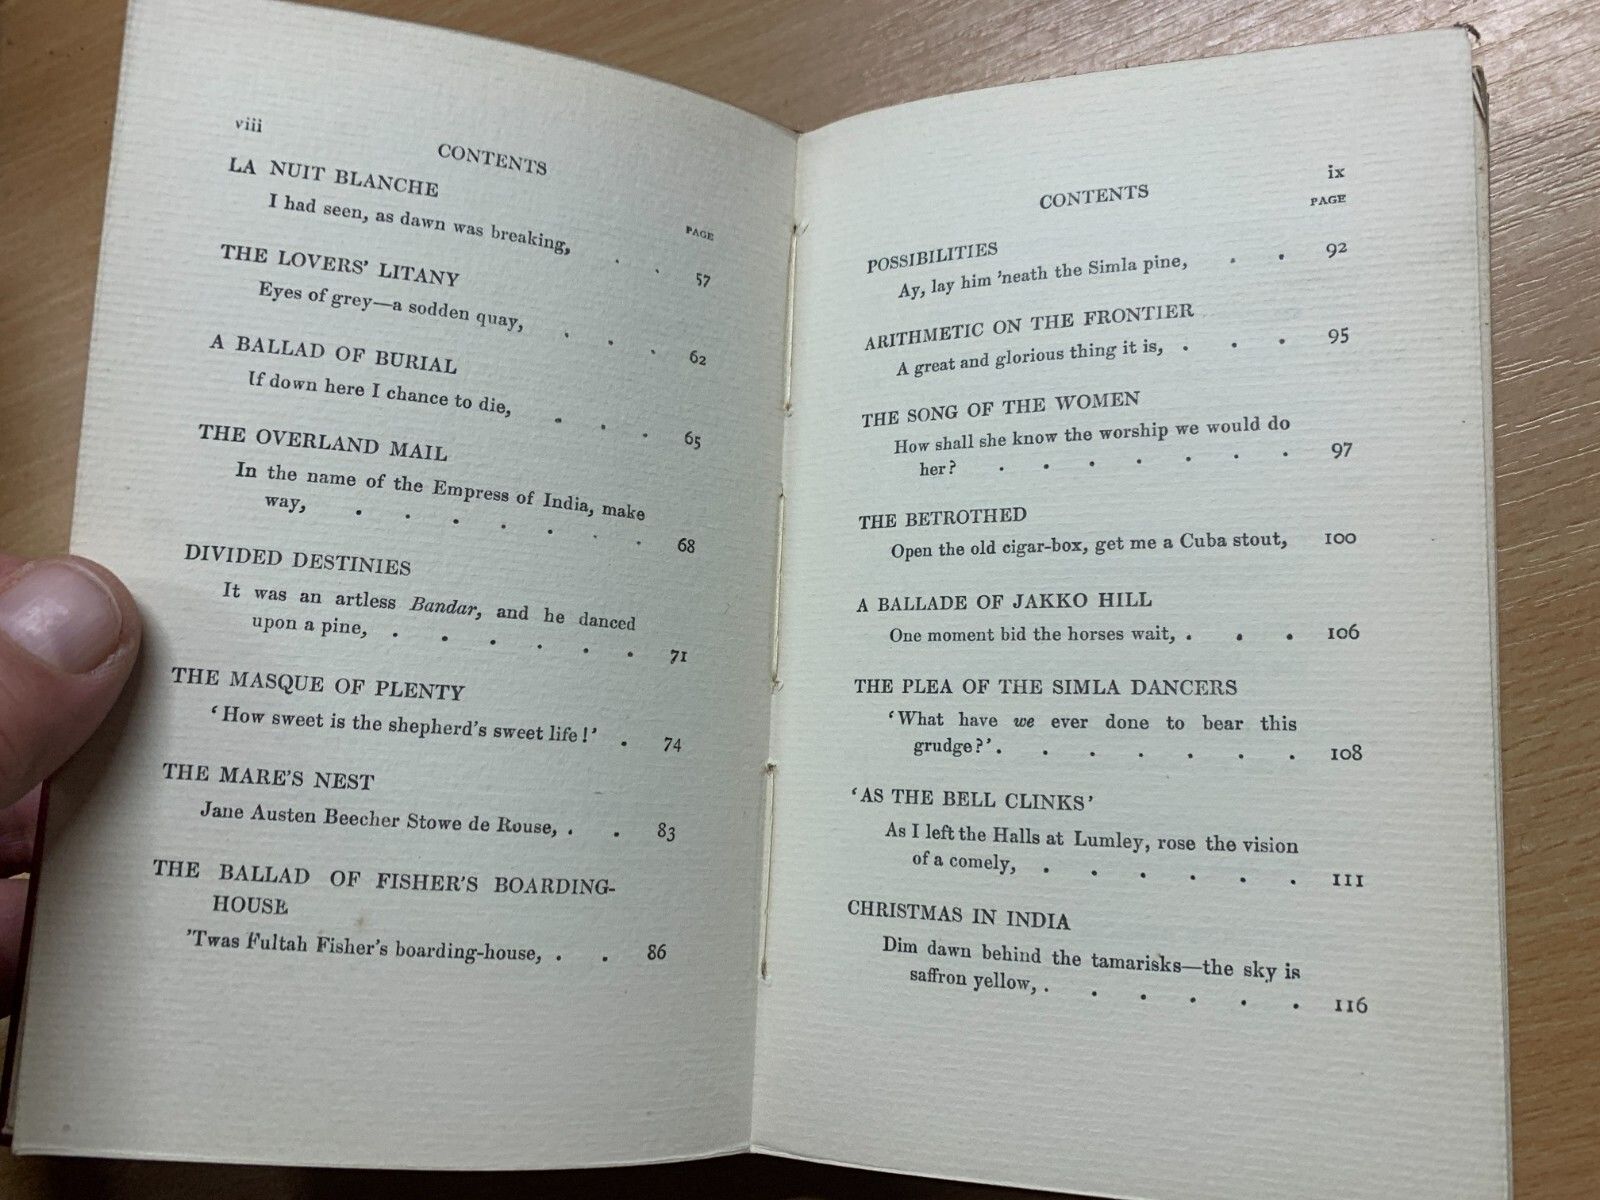 viii
CONTENTS
PAGE
LA NUIT BLANCHE
I had seen, as dawn was breaking, . . 57
THE LOVERS' LITANY
Eyes of grey—a sodden quay, . . . 62
A BALLAD OF BURIAL
If down here I chance to die, . . . 65
THE OVERLAND MAIL
In the name of the Empress of India, make
way, . . . . . . . 68
DIVIDED DESTINIES
It was an artless Bandar, and he danced
upon a pine, . . . . . . 71
THE MASQUE OF PLENTY
‘How sweet is the shepherd's sweet life!’ . 74
THE MARE'S NEST
Jane Austen Beecher Stowe de Rouse, . . 83
THE BALLAD OF FISHER'S BOARDING-
HOUSE
'Twas Fultah Fisher's boarding-house, . . 86
ix
CONTENTS
PAGE
POSSIBILITIES
Ay, lay him 'neath the Simla pine, . . 92
ARITHMETIC ON THE FRONTIER
A great and glorious thing it is, . . . 95
THE SONG OF THE WOMEN
How shall she know the worship we would do
her? . . . . . . . 97
THE BETROTHED
Open the old cigar-box, get me a Cuba stout, 100
A BALLADE OF JAKKO HILL
One moment bid the horses wait, . . . 106
THE PLEA OF THE SIMLA DANCERS
‘What have we ever done to bear this
grudge?’ . . . . . . . 108
‘AS THE BELL CLINKS’
As I left the Halls at Lumley, rose the vision
of a comely, . . . . . . 111
CHRISTMAS IN INDIA
Dim dawn behind the tamarisks—the sky is
saffron yellow, . . . . . . 116